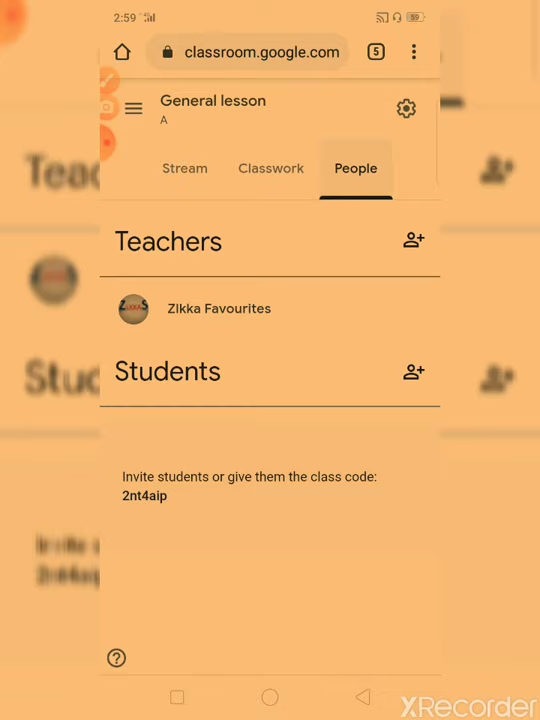 2:59
59
classroom.google.com
5
General lesson
A
Stream
Classwork
People
Teachers
ZIkka Favourites
Students
Invite students or give them the class code:
2nt4aip
XRecorder